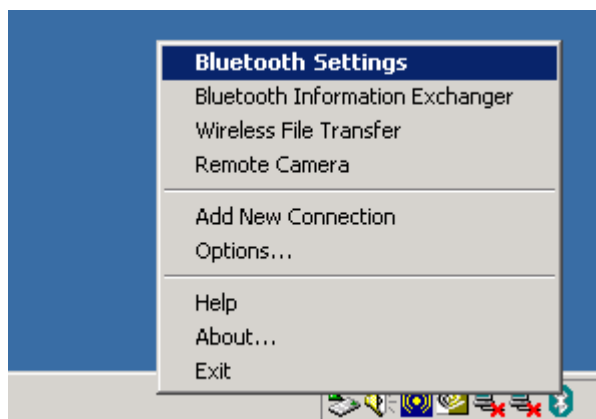 Bluetooth Settings
Bluetooth Information Exchanger
Wireless File Transfer
Remote Camera
Add New Connection
Options...
Help
About...
Exit